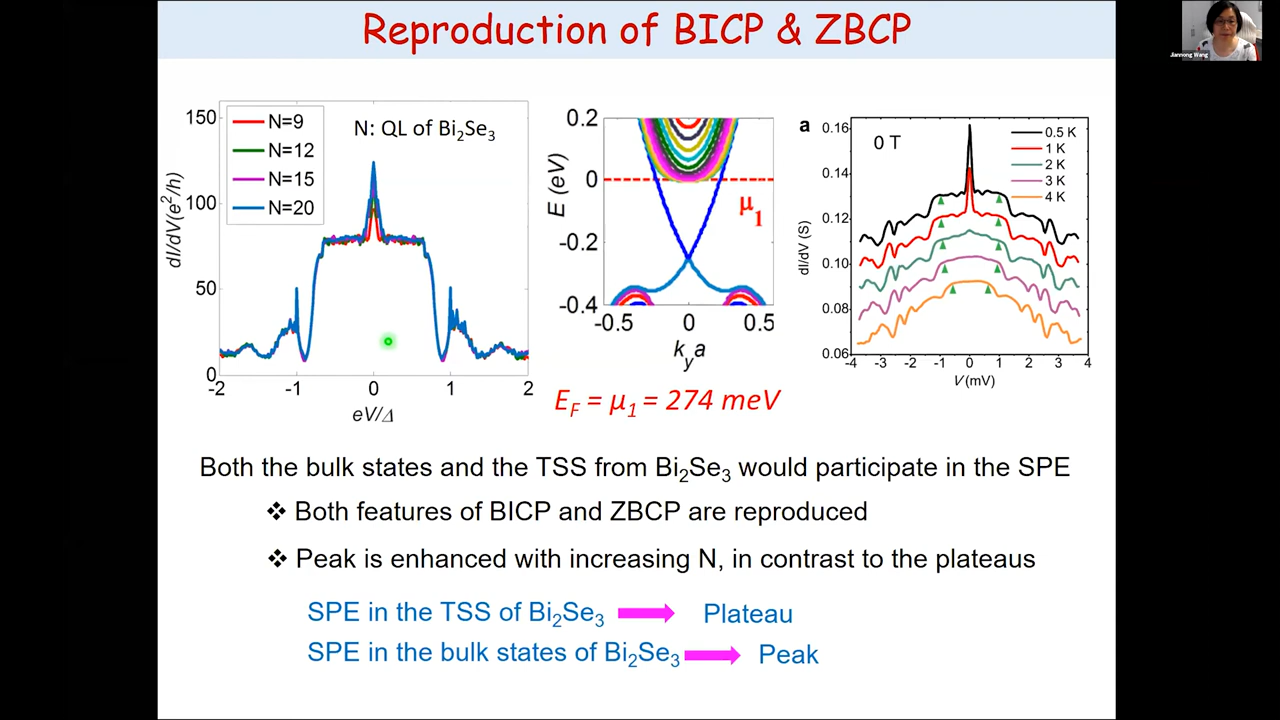 Reproduction of BICP & ZBCP
Jiannong Wang
150
100
50
0
-2
-1
0
1
2
dI/dV(e²/h)
eV/Δ
N=9
N=12
N=15
N=20
N: QL of Bi₂Se₃
0.2
0
-0.2
-0.4
E (eV)
μ₁
-0.5
0
0.5
kᵧa
E_F = μ₁ = 274 meV
a
0 T
0.5 K
1 K
2 K
3 K
4 K
0.16
0.14
0.12
0.10
0.08
0.06
dI/dV (S)
-4
-3
-2
-1
0
1
2
3
4
V (mV)
Both the bulk states and the TSS from Bi₂Se₃ would participate in the SPE
❖ Both features of BICP and ZBCP are reproduced
❖ Peak is enhanced with increasing N, in contrast to the plateaus
SPE in the TSS of Bi₂Se₃ Plateau
SPE in the bulk states of Bi₂Se₃ Peak